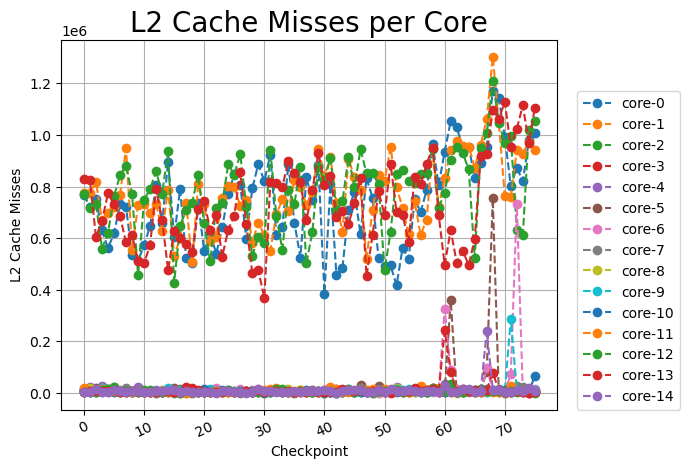 L2 Cache Misses per Core
1e6
1.2
1.0
0.8
0.6
0.4
0.2
0.0
L2 Cache Misses
0
10
20
30
40
50
60
70
Checkpoint
core-0
core-1
core-2
core-3
core-4
core-5
core-6
core-7
core-8
core-9
core-10
core-11
core-12
core-13
core-14